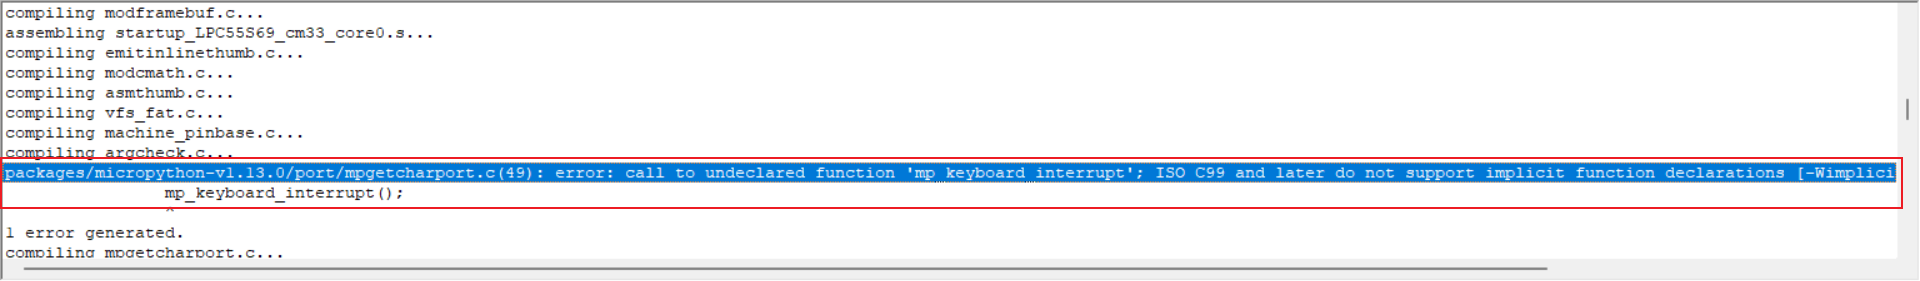 compiling modframebuf.c...
assembling startup_LPC55S69_cm33_core0.s...
compiling emitinlinethumb.c...
compiling modcmath.c...
compiling asmthumb.c...
compiling vfs_fat.c...
compiling machine_pinbase.c...
compiling argcheck.c...
packages/micropython-v1.13.0/port/mpgetcharport.c(49): error: call to undeclared function 'mp_keyboard_interrupt'; ISO C99 and later do not support implicit function declarations [-Wimplici
mp_keyboard_interrupt();
^
1 error generated.
compiling mpgetcharport.c...